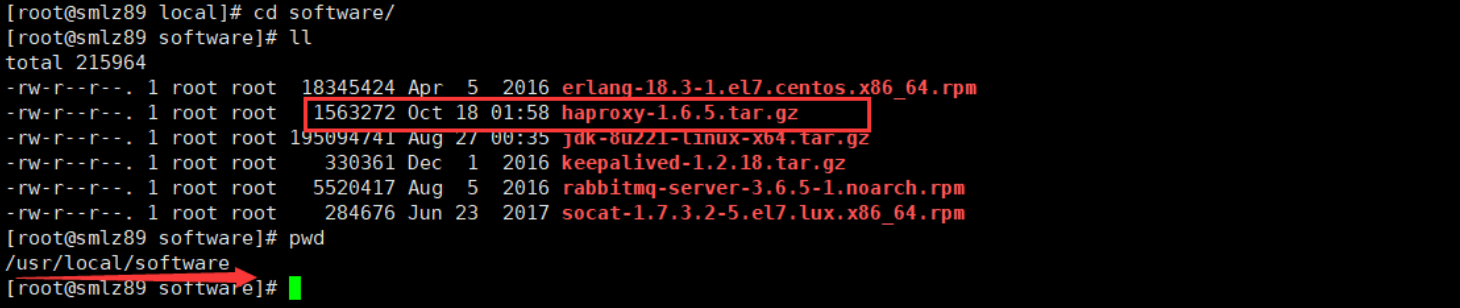 [root@smlz89 local]# cd software/
[root@smlz89 software]# ll
total 215964
-rw-r--r--. 1 root root  18345424 Apr  5  2016 erlang-18.3-1.el7.centos.x86_64.rpm
-rw-r--r--. 1 root root   1563272 Oct 18 01:58 haproxy-1.6.5.tar.gz
-rw-r--r--. 1 root root 195094741 Aug 27 00:35 jdk-8u221-linux-x64.tar.gz
-rw-r--r--. 1 root root    330361 Dec  1  2016 keepalived-1.2.18.tar.gz
-rw-r--r--. 1 root root   5520417 Aug  5  2016 rabbitmq-server-3.6.5-1.noarch.rpm
-rw-r--r--. 1 root root    284676 Jun 23  2017 socat-1.7.3.2-5.el7.lux.x86_64.rpm
[root@smlz89 software]# pwd
/usr/local/software
[root@smlz89 software]#